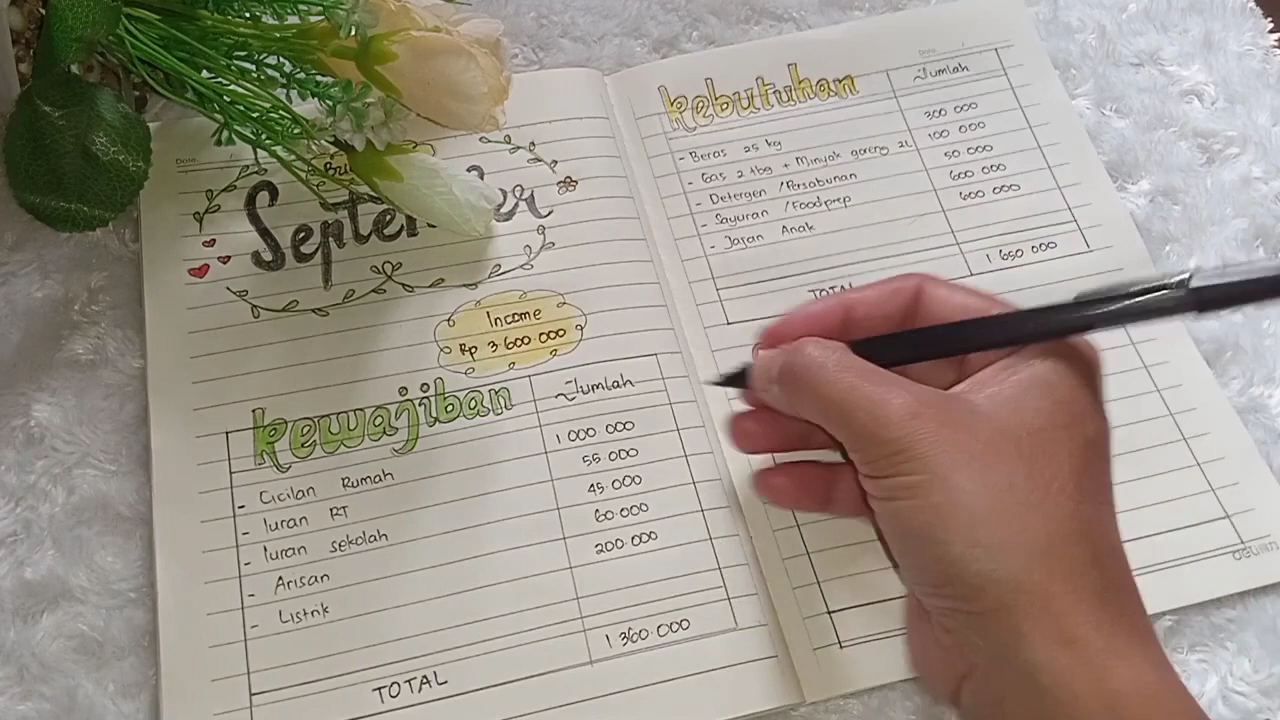 Date
September
Income
Rp 3.600.000
kewajiban Jumlah
- Cicilan Rumah 1 000.000
- Iuran RT 55.000
- Iuran sekolah 45.000
- Arisan 60.000
- Listrik 200.000
TOTAL 1 360.000
Date
kebutuhan Jumlah
- Beras 25 kg 300 000
- Gas 2 tbg + Minyak goreng 2L 100 000
- Detergen /Persabunan 50.000
- Sayuran /Foodprep 600.000
- Jajan Anak 600 000
TOTAL 1.650 000